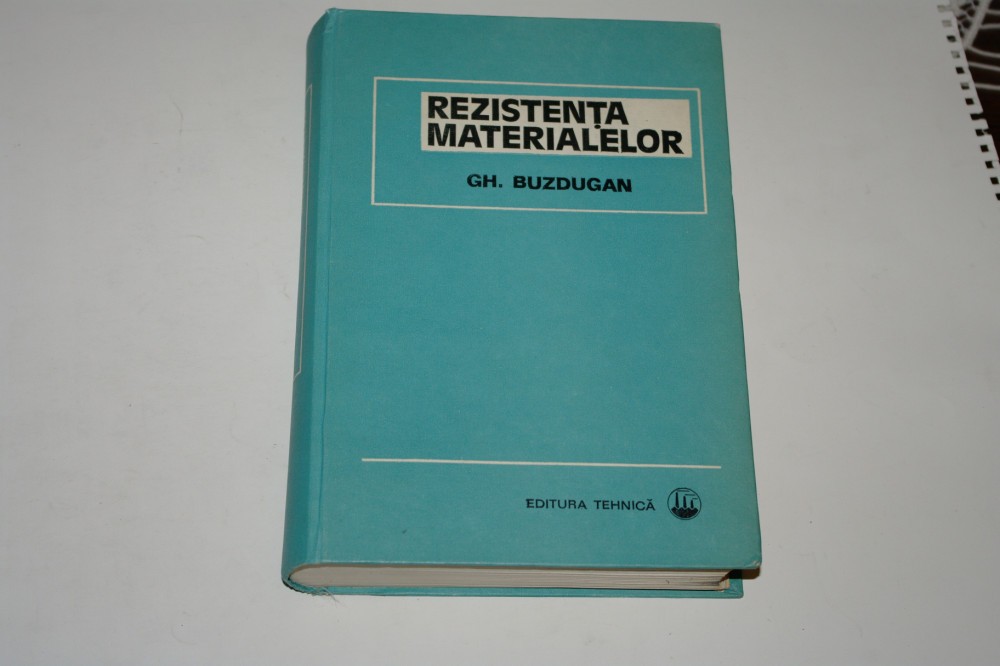 REZISTENȚA
MATERIALELOR
GH. BUZDUGAN
EDITURA TEHNICĂ